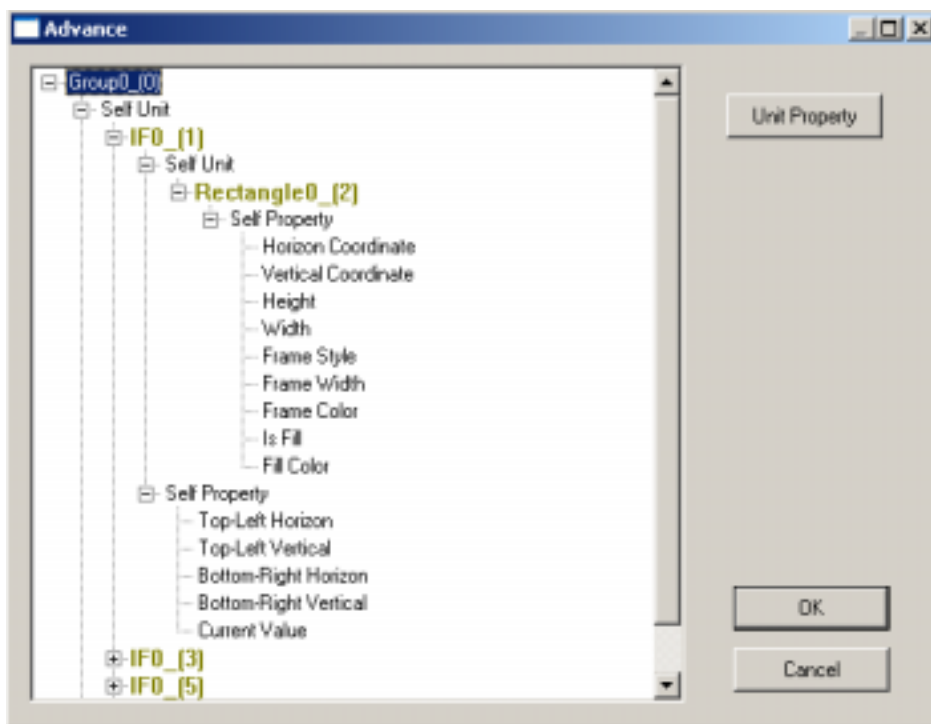 Advance
Group0_(0)
Unit Property
Self Unit
IF0_(1)
Self Unit
Rectangle0_(2)
Self Property
Horizon Coordinate
Vertical Coordinate
Height
Width
Frame Style
Frame Width
Frame Color
Is Fill
Fill Color
Self Property
Top-Left Horizon
Top-Left Vertical
Bottom-Right Horizon
Bottom-Right Vertical
OK
Current Value
IF0_(3)
Cancel
IF0_(5)